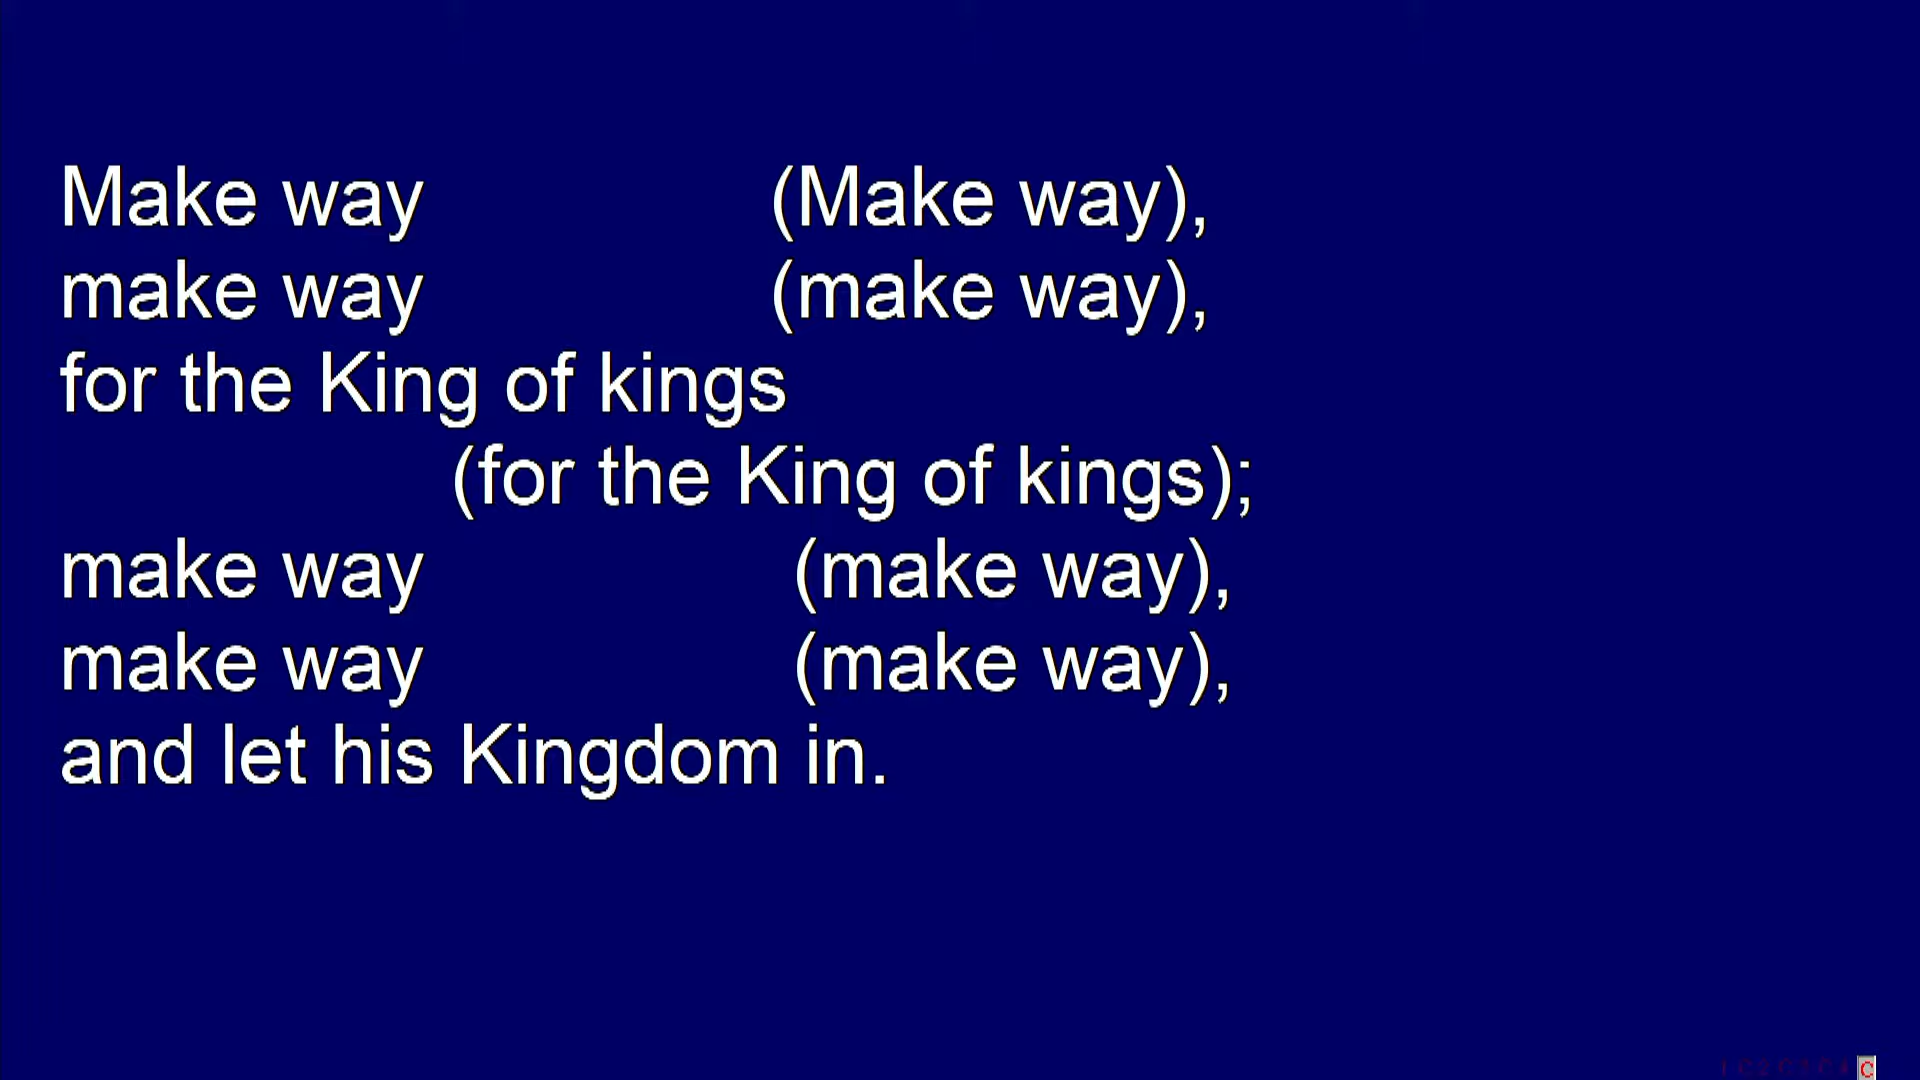 Make way (Make way),
make way (make way),
for the King of kings
(for the King of kings);
make way (make way),
make way (make way),
and let his Kingdom in.
C